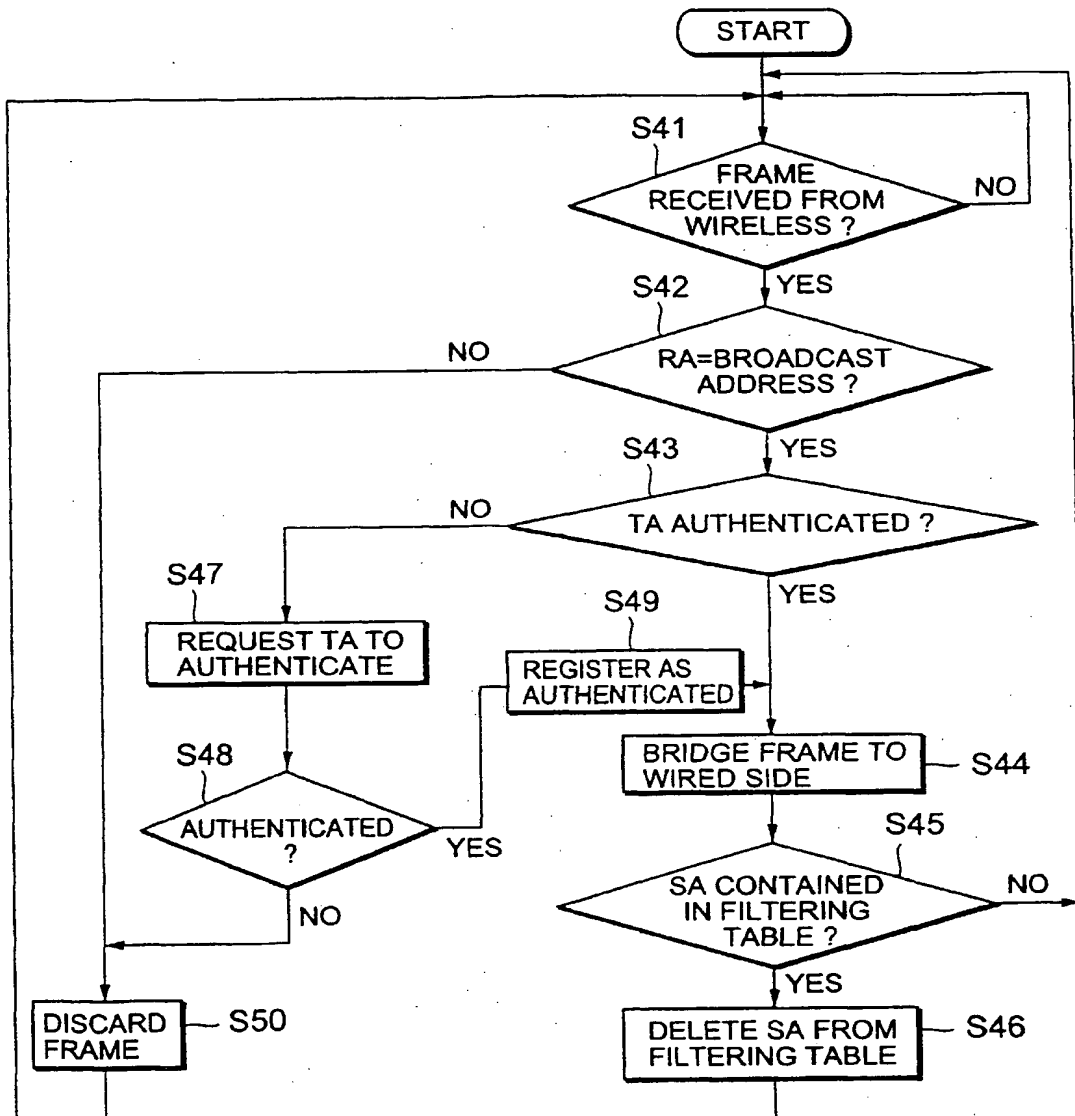 START
S41
FRAME
RECEIVED FROM
WIRELESS ?
NO
YES
S42
NO
RA=BROADCAST
ADDRESS ?
YES
S43
NO
TA AUTHENTICATED ?
YES
S47
REQUEST TA TO
AUTHENTICATE
S49
REGISTER AS
AUTHENTICATED
S48
AUTHENTICATED
?
YES
NO
BRIDGE FRAME TO
WIRED SIDE
S44
S45
SA CONTAINED
IN FILTERING
TABLE ?
NO
YES
DISCARD
FRAME
S50
DELETE SA FROM
FILTERING TABLE
S46